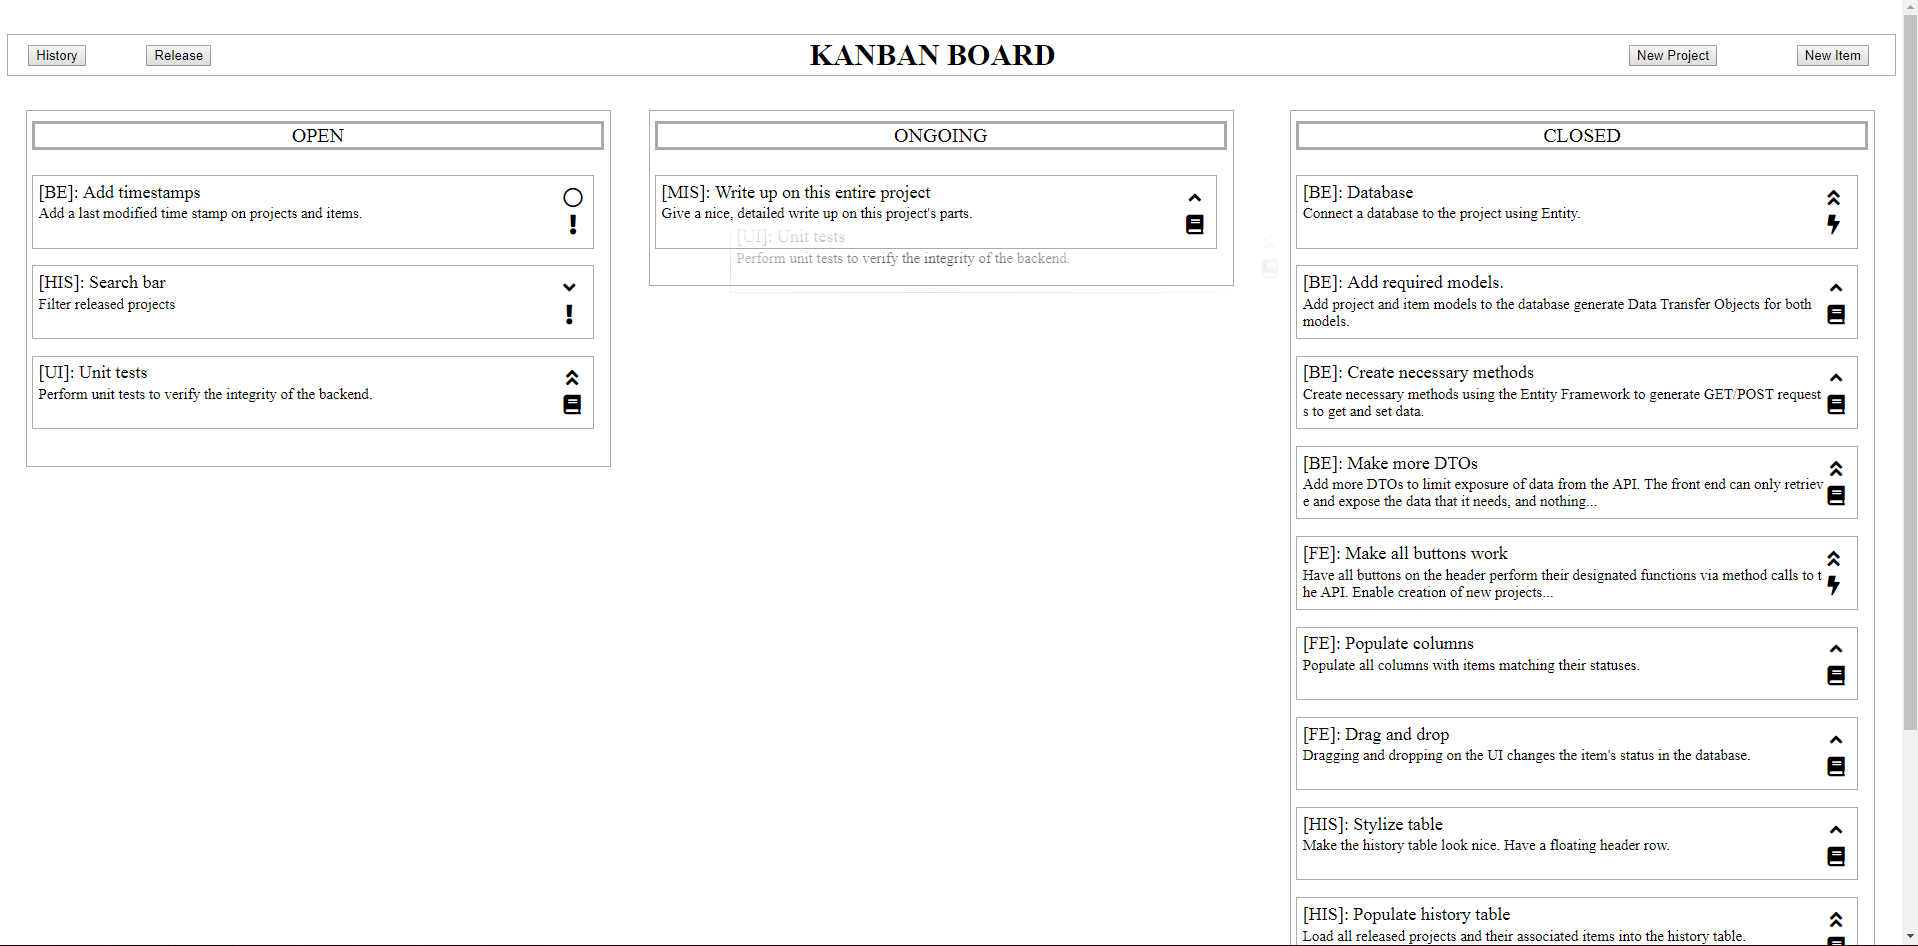 History
Release
KANBAN BOARD
New Project
New Item
OPEN
[BE]: Add timestamps
Add a last modified time stamp on projects and items.
[HIS]: Search bar
Filter released projects
[UI]: Unit tests
Perform unit tests to verify the integrity of the backend.
ONGOING
[MIS]: Write up on this entire project
Give a nice, detailed write up on this project's parts.
[UI]: Unit tests
Perform unit tests to verify the integrity of the backend.
CLOSED
[BE]: Database
Connect a database to the project using Entity.
[BE]: Add required models.
Add project and item models to the database generate Data Transfer Objects for both
models.
[BE]: Create necessary methods
Create necessary methods using the Entity Framework to generate GET/POST request
s to get and set data.
[BE]: Make more DTOs
Add more DTOs to limit exposure of data from the API. The front end can only retriev
e and expose the data that it needs, and nothing...
[FE]: Make all buttons work
Have all buttons on the header perform their designated functions via method calls to t
he API. Enable creation of new projects...
[FE]: Populate columns
Populate all columns with items matching their statuses.
[FE]: Drag and drop
Dragging and dropping on the UI changes the item's status in the database.
[HIS]: Stylize table
Make the history table look nice. Have a floating header row.
[HIS]: Populate history table
Load all released projects and their associated items into the history table.